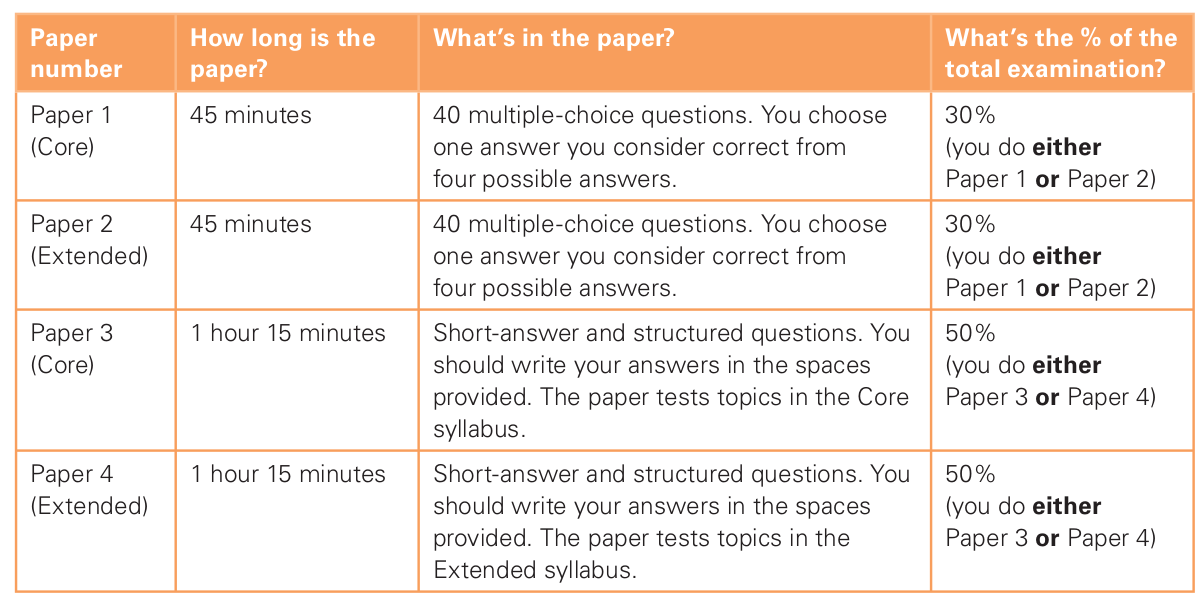 Paper number
How long is the paper?
What's in the paper?
What's the % of the total examination?
Paper 1
(Core)
45 minutes
40 multiple-choice questions. You choose
one answer you consider correct from
four possible answers.
30%
(you do either
Paper 1 or Paper 2)
Paper 2
(Extended)
45 minutes
40 multiple-choice questions. You choose
one answer you consider correct from
four possible answers.
30%
(you do either
Paper 1 or Paper 2)
Paper 3
(Core)
1 hour 15 minutes
Short-answer and structured questions. You
should write your answers in the spaces
provided. The paper tests topics in the Core
syllabus.
50%
(you do either
Paper 3 or Paper 4)
Paper 4
(Extended)
1 hour 15 minutes
Short-answer and structured questions. You
should write your answers in the spaces
provided. The paper tests topics in the
Extended syllabus.
50%
(you do either
Paper 3 or Paper 4)